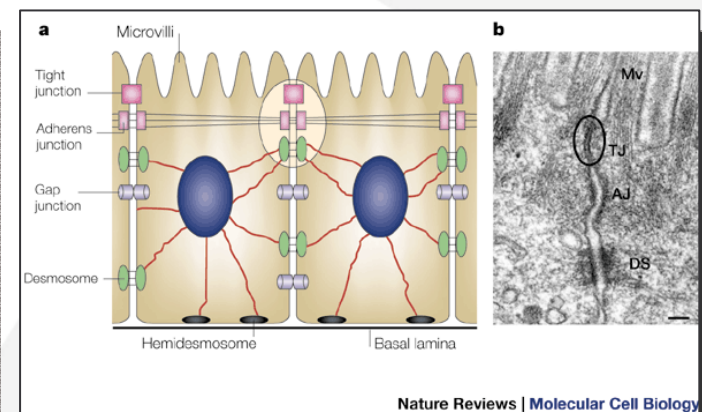 a
Microvilli
Tight
junction
Adherens
junction
Gap
junction
Desmosome
Hemidesmosome
Basal lamina
b
Mv
TJ
AJ
DS
Nature Reviews | Molecular Cell Biology